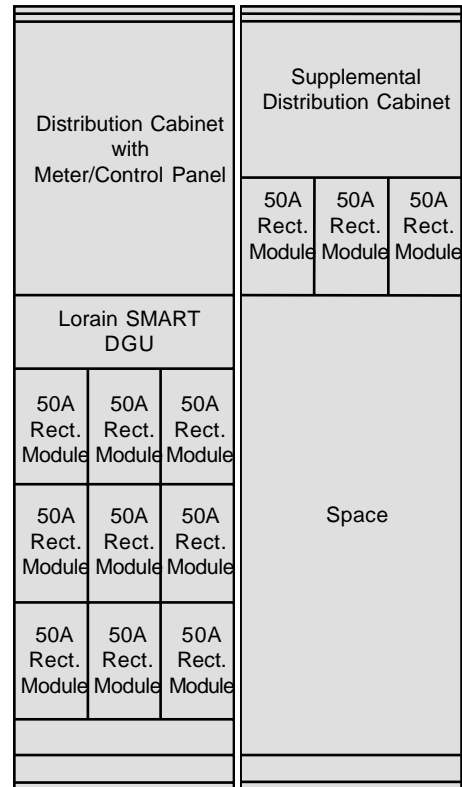 Distribution Cabinet
with
Meter/Control Panel
Lorain SMART
DGU
50A
Rect.
Module
50A
Rect.
Module
50A
Rect.
Module
50A
Rect.
Module
50A
Rect.
Module
50A
Rect.
Module
50A
Rect.
Module
50A
Rect.
Module
50A
Rect.
Module
Supplemental
Distribution Cabinet
50A
Rect.
Module
50A
Rect.
Module
50A
Rect.
Module
Space